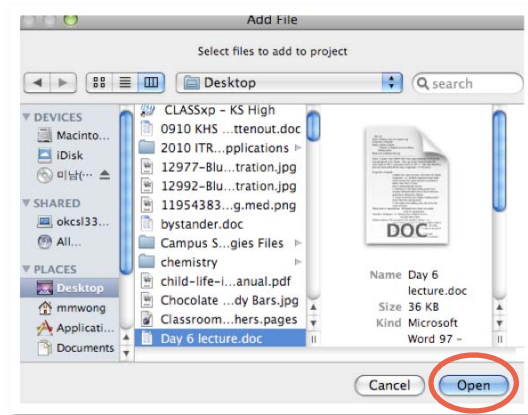 Add File
Select files to add to project
Desktop
search
DEVICES
Macinto...
iDisk
이남(···
SHARED
okcsl33...
All...
PLACES
Desktop
mmwong
Applicati...
Documents
CLASSxp - KS High
0910 KHS ...ttenout.doc
2010 ITR...pplications
12977-Blu...tration.jpg
12992-Blu...tration.jpg
11954383...g.med.png
bystander.doc
Campus S...gies Files
chemistry
child-life-i...anual.pdf
Chocolate ...dy Bars.jpg
Classroom...hers.pages
Day 6 lecture.doc
DOC
Name Day 6
lecture.doc
Size 36 KB
Kind Microsoft
Word 97 –
Cancel
Open